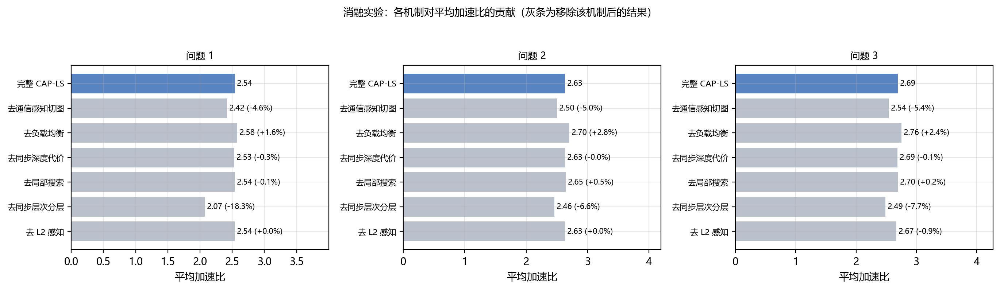 消融实验：各机制对平均加速比的贡献（灰条为移除该机制后的结果）
问题 1
完整 CAP-LS
2.54
去通信感知切图
2.42 (-4.6%)
去负载均衡
2.58 (+1.6%)
去同步深度代价
2.53 (-0.3%)
去局部搜索
2.54 (-0.1%)
去同步层次分层
2.07 (-18.3%)
去 L2 感知
2.54 (+0.0%)
0.0 0.5 1.0 1.5 2.0 2.5 3.0 3.5
平均加速比
问题 2
完整 CAP-LS
2.63
去通信感知切图
2.50 (-5.0%)
去负载均衡
2.70 (+2.8%)
去同步深度代价
2.63 (-0.0%)
去局部搜索
2.65 (+0.5%)
去同步层次分层
2.46 (-6.6%)
去 L2 感知
2.63 (+0.0%)
0 1 2 3 4
平均加速比
问题 3
完整 CAP-LS
2.69
去通信感知切图
2.54 (-5.4%)
去负载均衡
2.76 (+2.4%)
去同步深度代价
2.69 (-0.1%)
去局部搜索
2.70 (+0.2%)
去同步层次分层
2.49 (-7.7%)
去 L2 感知
2.67 (-0.9%)
0 1 2 3 4
平均加速比